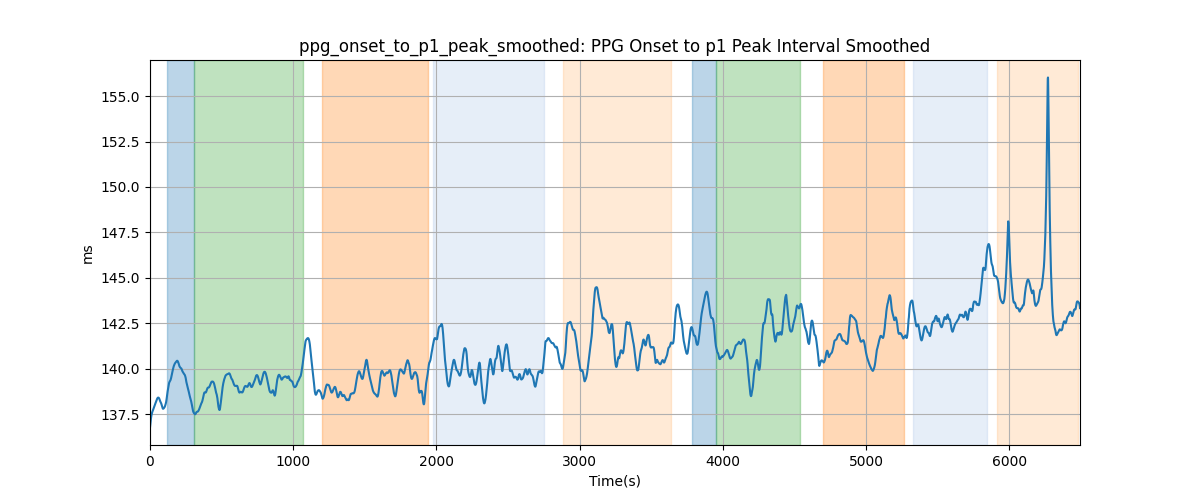 ppg_onset_to_p1_peak_smoothed: PPG Onset to p1 Peak Interval Smoothed
155.0
152.5
150.0
147.5
145.0
142.5
140.0
137.5
ms
0 1000 2000 3000 4000 5000 6000
Time(s)